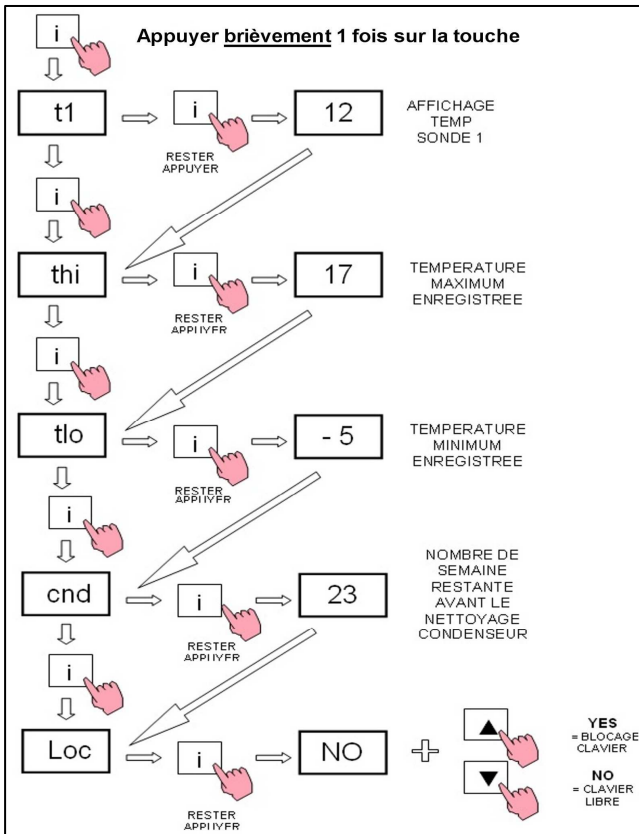 i
Appuyer brièvement 1 fois sur la touche
t1
i
12
AFFICHAGE
TEMP
SONDE 1
RESTER
APPUYER
i
thi
i
17
TEMPERATURE
MAXIMUM
ENREGISTREE
RESTER
APPUYER
i
tlo
i
- 5
TEMPERATURE
MINIMUM
ENREGISTREE
RESTER
APPUYER
i
cnd
i
23
NOMBRE DE
SEMAINE
RESTANTE
AVANT LE
NETTOYAGE
CONDENSEUR
RESTER
APPUYER
i
Loc
i
NO
YES
= BLOCAGE
CLAVIER
NO
= CLAVIER
LIBRE
RESTER
APPUYER